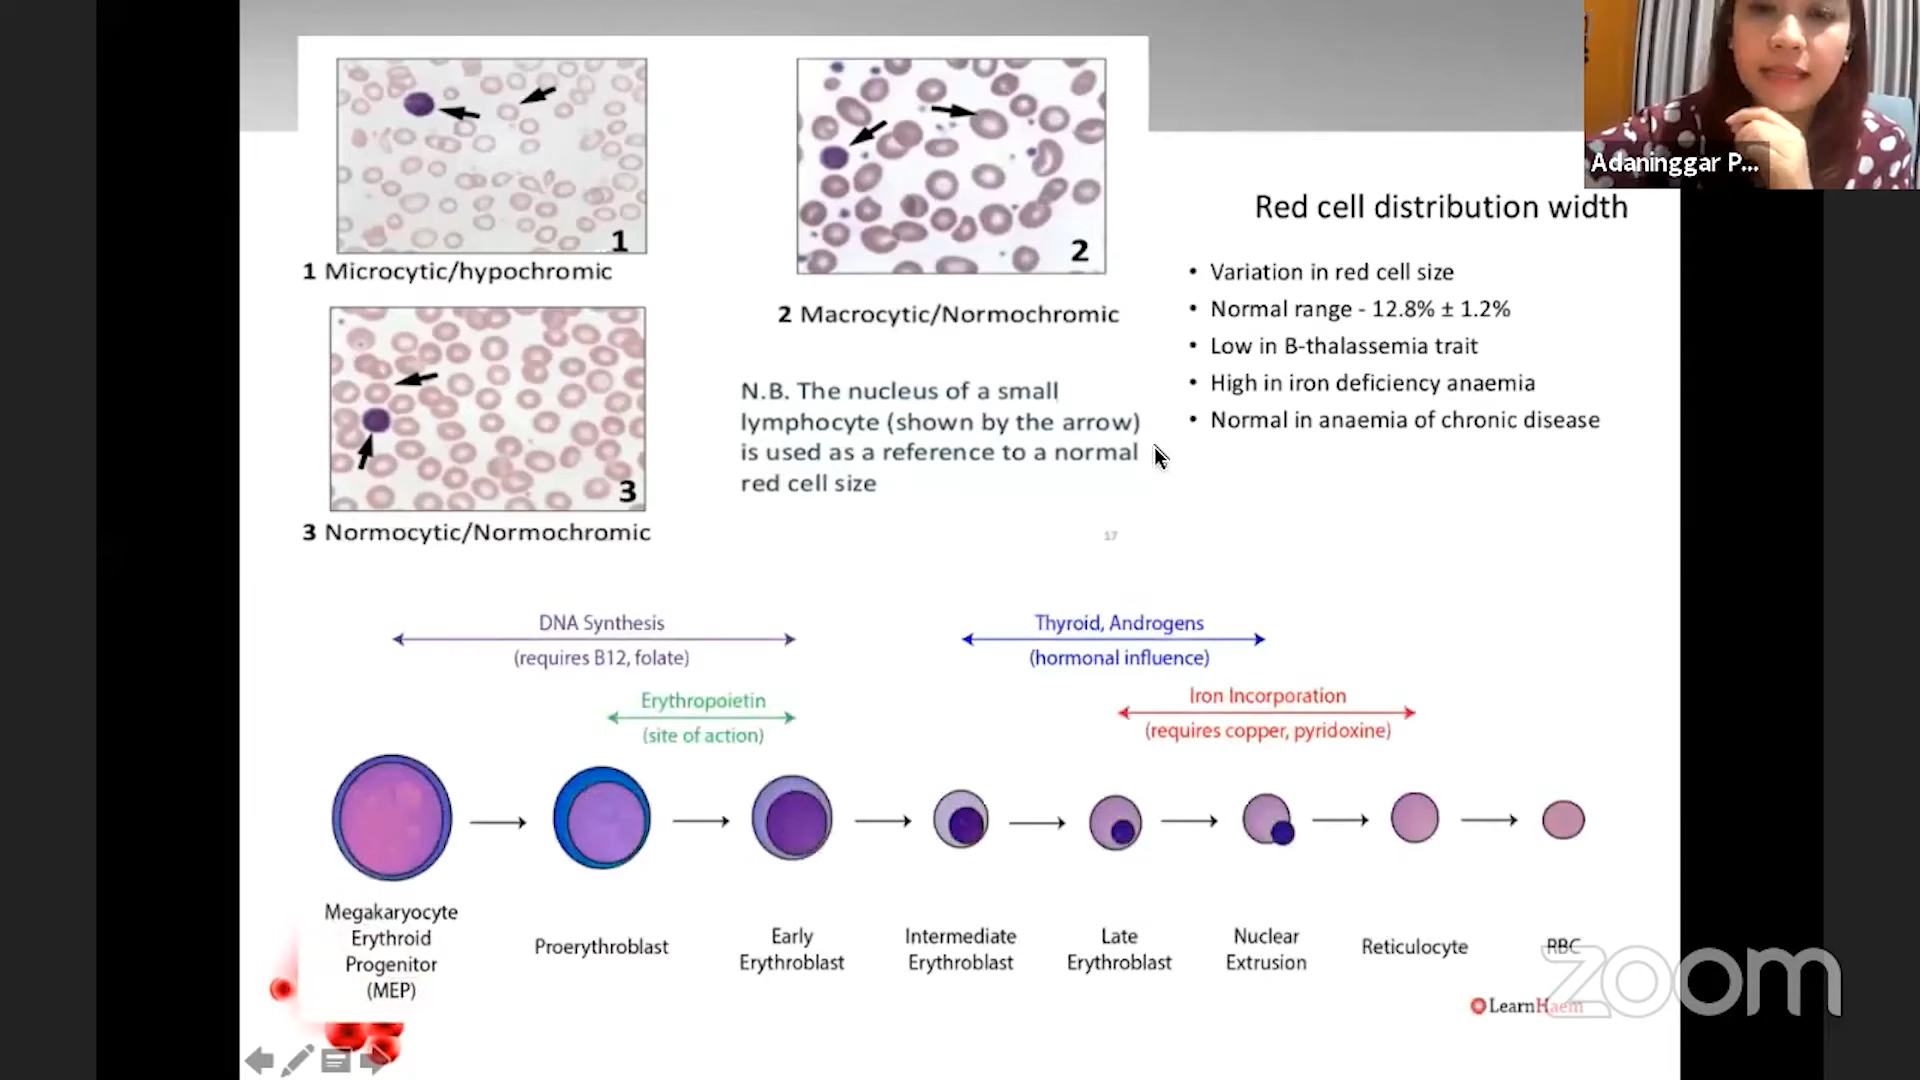 1
1 Microcytic/hypochromic
2
2 Macrocytic/Normochromic
3
3 Normocytic/Normochromic
N.B. The nucleus of a small
lymphocyte (shown by the arrow)
is used as a reference to a normal
red cell size
17
Adaninggar P...
Red cell distribution width
• Variation in red cell size
• Normal range - 12.8% ± 1.2%
• Low in B-thalassemia trait
• High in iron deficiency anaemia
• Normal in anaemia of chronic disease
DNA Synthesis
(requires B12, folate)
Erythropoietin
(site of action)
Thyroid, Androgens
(hormonal influence)
Iron Incorporation
(requires copper, pyridoxine)
Megakaryocyte
Erythroid
Progenitor
(MEP)
Proerythroblast
Early
Erythroblast
Intermediate
Erythroblast
Late
Erythroblast
Nuclear
Extrusion
Reticulocyte
RBC
LearnHaem
zoom